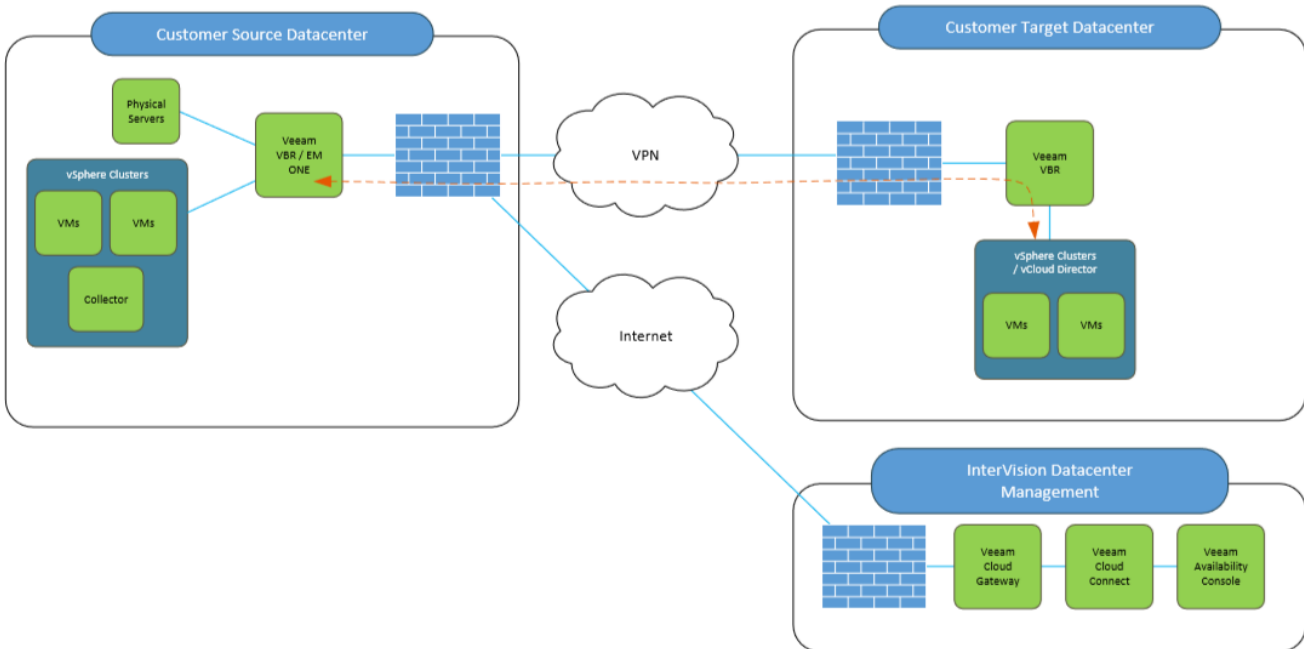 Customer Source Datacenter
Customer Target Datacenter
Physical
Servers
Veeam
VBR / EM
ONE
vSphere Clusters
VMs
VMs
Collector
VPN
Veeam
VBR
vSphere Clusters
/ vCloud Director
VMs
VMs
Internet
InterVision Datacenter
Management
Veeam
Cloud
Gateway
Veeam
Cloud
Connect
Veeam
Availability
Console